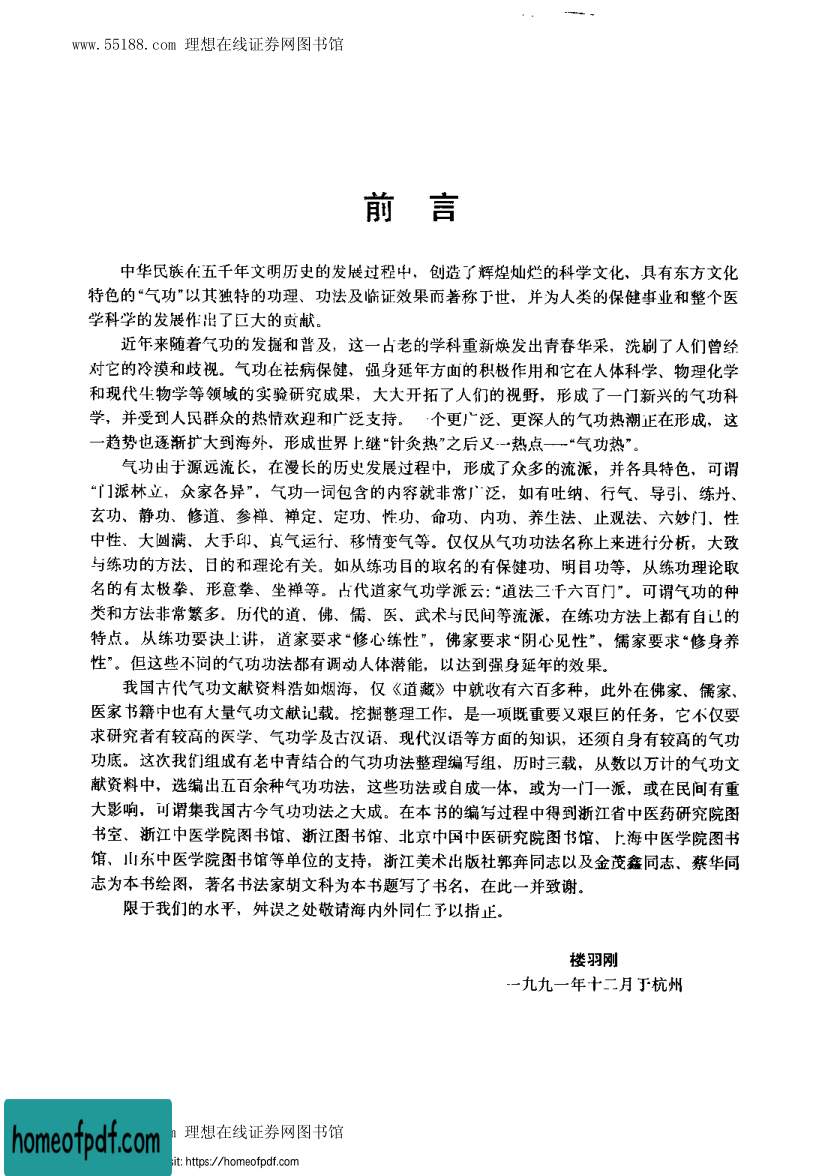 www.55188.com 理想在线证券网图书馆
前 言
中华民族在五千年文明历史的发展过程中，创造了辉煌灿烂的科学文化，具有东方文化
特色的“气功”以其独特的功理、功法及临证效果而著称于世，并为人类的保健事业和整个医
学科学的发展作出了巨大的贡献。
近年来随着气功的发掘和普及，这一古老的学科重新焕发出青春华采，洗刷了人们曾经
对它的冷漠和歧视。气功在祛病保健，强身延年方面的积极作用和它在人体科学、物理化学
和现代生物学等领域的实验研究成果，大大开拓了人们的视野，形成了一门新兴的气功科
学，并受到人民群众的热情欢迎和广泛支持。一个更广泛、更深人的气功热潮正在形成，这
一趋势也逐渐扩大到海外，形成世界上继“针灸热”之后又一热点——“气功热”。
气功由于源远流长，在漫长的历史发展过程中，形成了众多的流派，并各具特色，可谓
“门派林立，众家各异”，气功一词包含的内容就非常广泛，如有吐纳、行气、导引、练丹、
玄功、静功、修道、参禅、禅定、定功、性功、命功、内功、养生法、止观法、六妙门、性
中性、大圆满、大手印、真气运行、移情变气等。仅仅从气功功法名称上来进行分析，大致
与练功的方法、目的和理论有关。如从练功目的取名的有保健功、明目功等，从练功理论取
名的有太极拳、形意拳、坐禅等。古代道家气功学派云：“道法三千六百门”。可谓气功的种
类和方法非常繁多。历代的道、佛、儒、医、武术与民间等流派，在练功方法上都有自己的
特点。从练功要诀上讲，道家要求“修心练性”，佛家要求“阴心见性”，儒家要求“修身养
性”。但这些不同的气功功法都有调动人体潜能，以达到强身延年的效果。
我国古代气功文献资料浩如烟海，仅《道藏》中就收有六百多种，此外在佛家、儒家、
医家书籍中也有大量气功文献记载。挖掘整理工作，是一项既重要又艰巨的任务，它不仅要
求研究者有较高的医学、气功学及古汉语、现代汉语等方面的知识，还须自身有较高的气功
功底。这次我们组成有老中青结合的气功功法整理编写组，历时三载，从数以万计的气功文
献资料中，选编出五百余种气功功法，这些功法或自成一体，或为一门一派，或在民间有重
大影响，可谓集我国古今气功功法之大成。在本书的编写过程中得到浙江省中医药研究院图
书室、浙江中医学院图书馆、浙江图书馆、北京中国中医研究院图书馆、上海中医学院图书
馆、山东中医学院图书馆等单位的支持，浙江美术出版社郭奔同志以及金茂鑫同志、蔡华同
志为本书绘图，著名书法家胡文科为本书题写了书名，在此一并致谢。
限于我们的水平，舛误之处敬请海内外同仁予以指正。
楼羽刚
一九九一年十二月于杭州
理想在线证券网图书馆
homeofpdf.com
https://homeofpdf.com